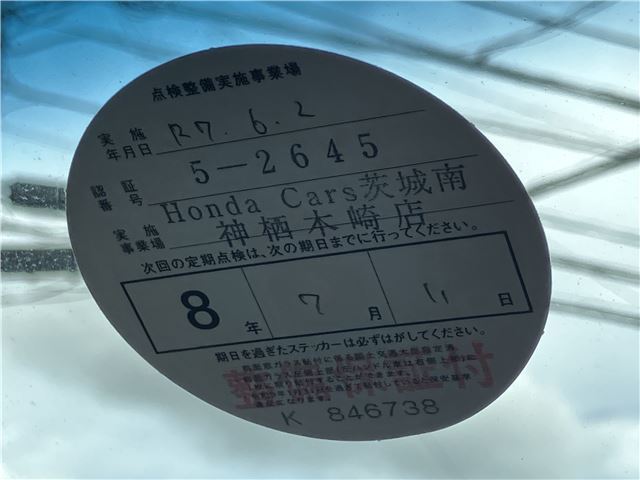 点検整備実施事業場
実施年月日 R7.6.2
認証番号 5-2645
実施事業場 Honda Cars茨城南
神栖本崎店
次回の定期点検は、次の期日までに行ってください。
8年 7月 11日
期日を過ぎたステッカーは必ずはがしてください。
K 846738